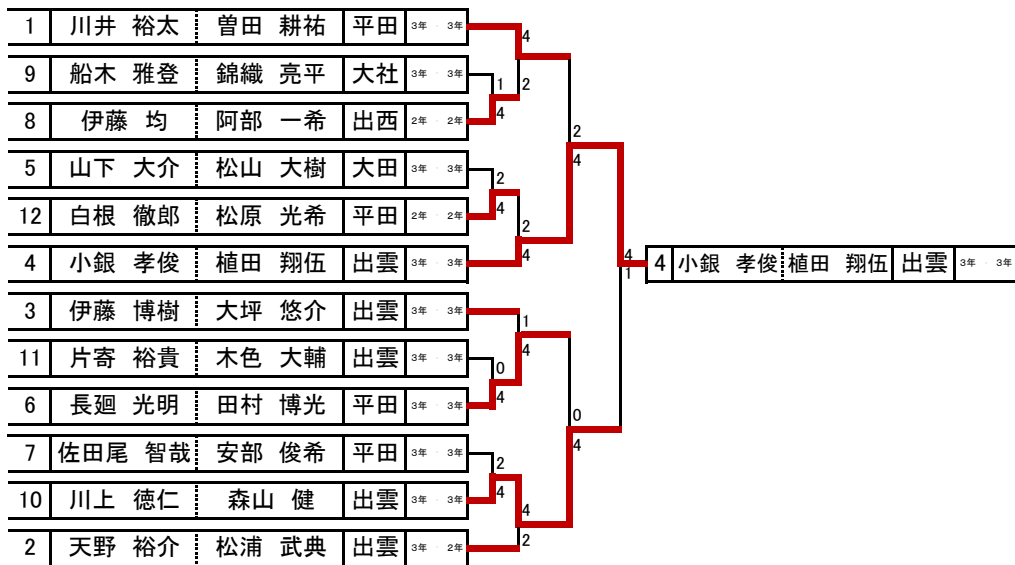 1 川井 裕太 曽田 耕祐 平田 3年 3年
4
9 船木 雅登 錦織 亮平 大社 3年 3年
1 2
8 伊藤 均 阿部 一希 出西 2年 2年
4
2
5 山下 大介 松山 大樹 大田 3年 3年
4
2
12 白根 徹郎 松原 光希 平田 2年 2年
4
2
4 小銀 孝俊 植田 翔伍 出雲 3年 3年
4
4
1
4 小銀 孝俊 植田 翔伍 出雲 3年 3年
3 伊藤 博樹 大坪 悠介 出雲 3年 3年
1
11 片寄 裕貴 木色 大輔 出雲 3年 3年
4
0
6 長廻 光明 田村 博光 平田 3年 3年
4
0
7 佐田尾 智哉 安部 俊希 平田 3年 3年
4
2
10 川上 徳仁 森山 健 出雲 3年 3年
4
4
2 天野 裕介 松浦 武典 出雲 3年 2年
2